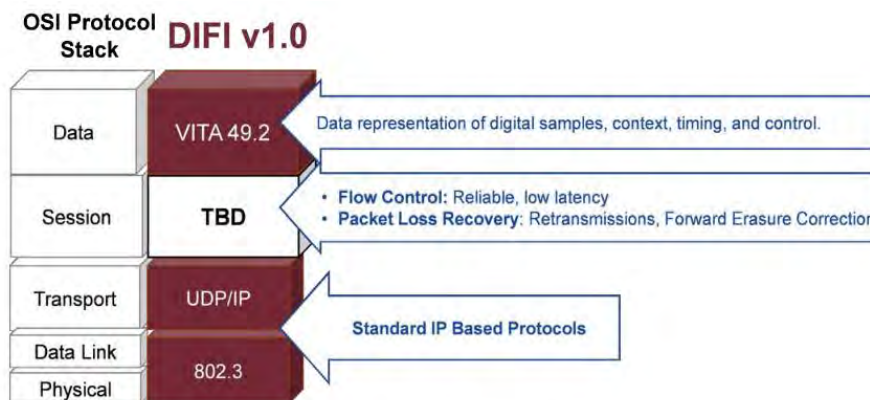 OSI Protocol
Stack
DIFI v1.0
Data
VITA 49.2
Data representation of digital samples, context, timing, and control.
Session
TBD
• Flow Control: Reliable, low latency
• Packet Loss Recovery: Retransmissions, Forward Erasure Correction
Transport
UDP/IP
Standard IP Based Protocols
Data Link
802.3
Physical